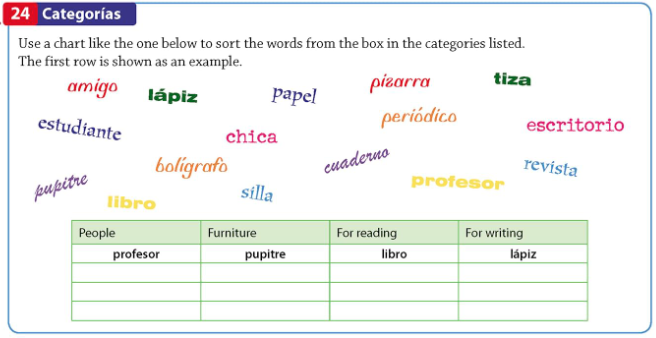 24 Categorías
Use a chart like the one below to sort the words from the box in the categories listed.
The first row is shown as an example.
amigo lápiz papel pizarra tiza
estudiante chica periódico escritorio
pupitre bolígrafo cuaderno profesor revista
libro silla
People Furniture For reading For writing
profesor pupitre libro lápiz